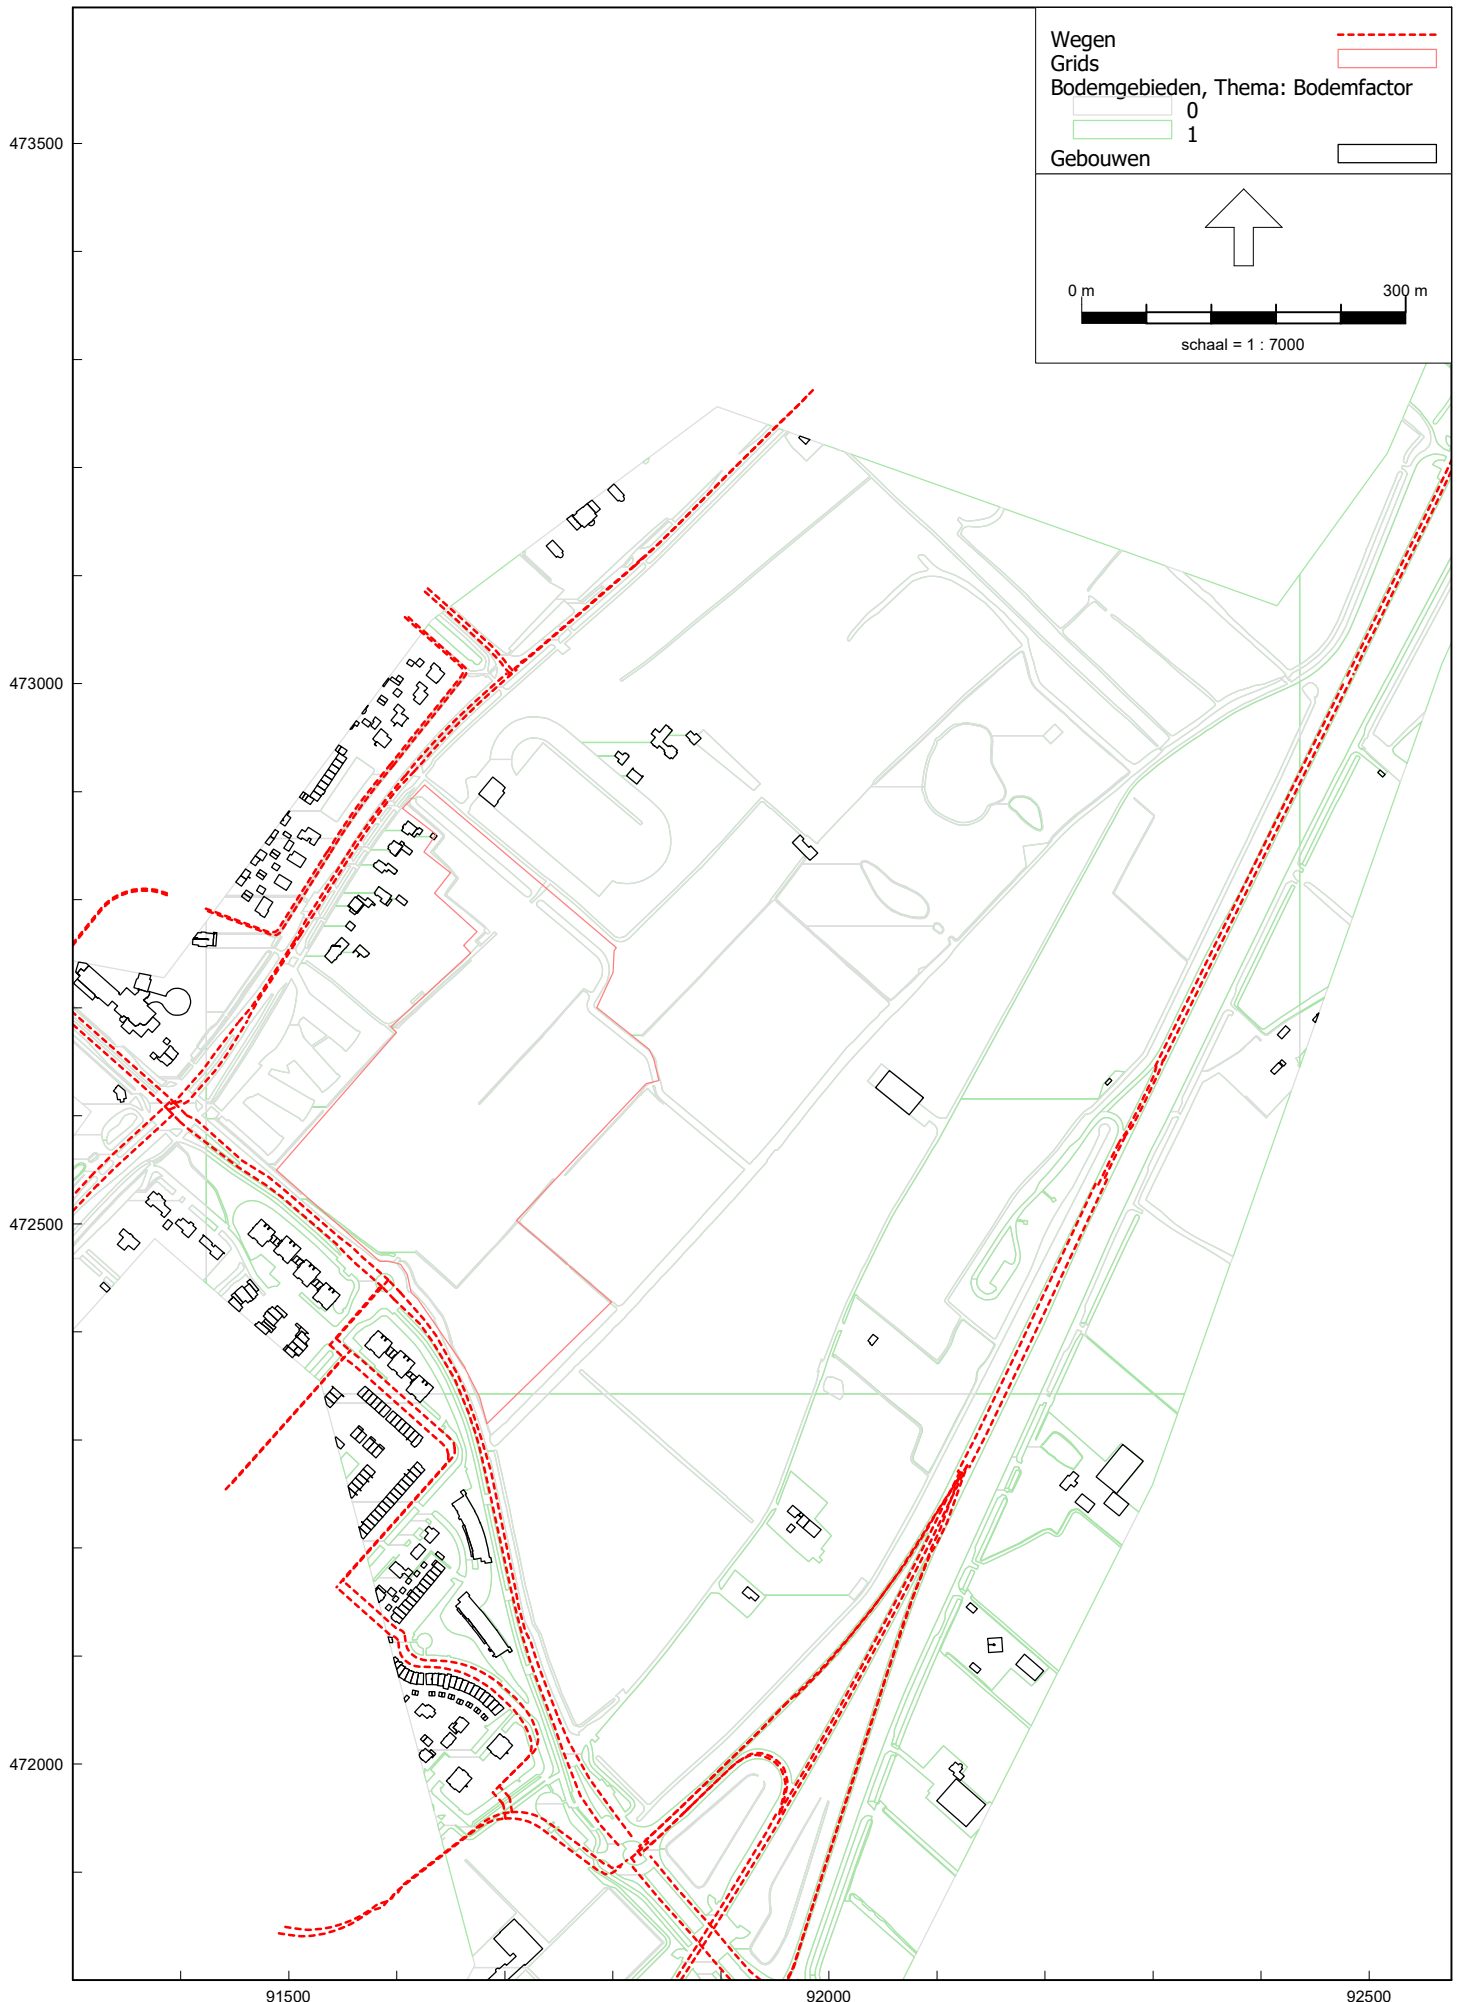 Wegen
Grids
Bodemgebieden, Thema: Bodemfactor
0
1
Gebouwen
0 m 300 m
schaal = 1 : 7000
473500
473000
472500
472000
91500 92000 92500